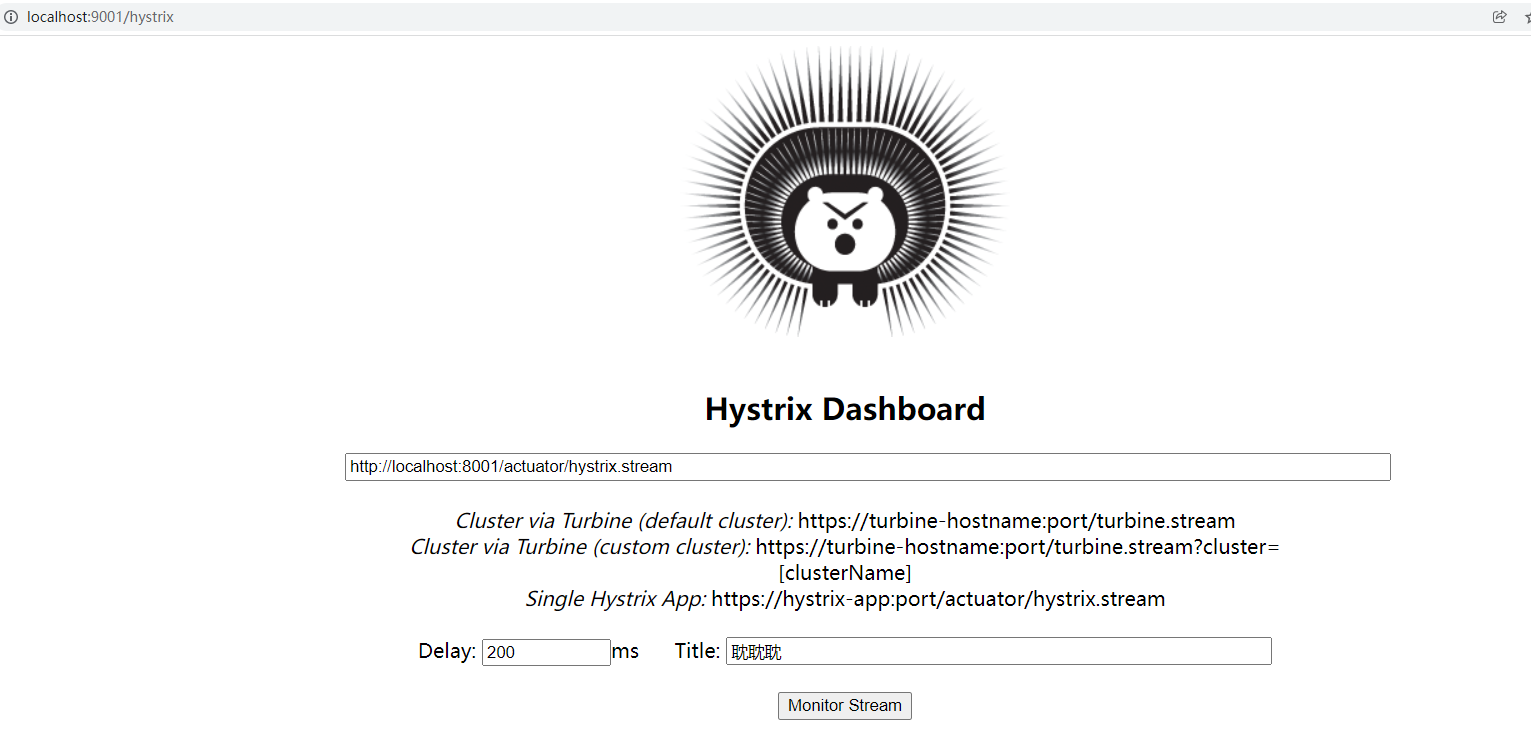 localhost:9001/hystrix
Hystrix Dashboard
http://localhost:8001/actuator/hystrix.stream
Cluster via Turbine (default cluster): https://turbine-hostname:port/turbine.stream
Cluster via Turbine (custom cluster): https://turbine-hostname:port/turbine.stream?cluster=
[clusterName]
Single Hystrix App: https://hystrix-app:port/actuator/hystrix.stream
Delay: 200 ms Title: 耽耽耽
Monitor Stream